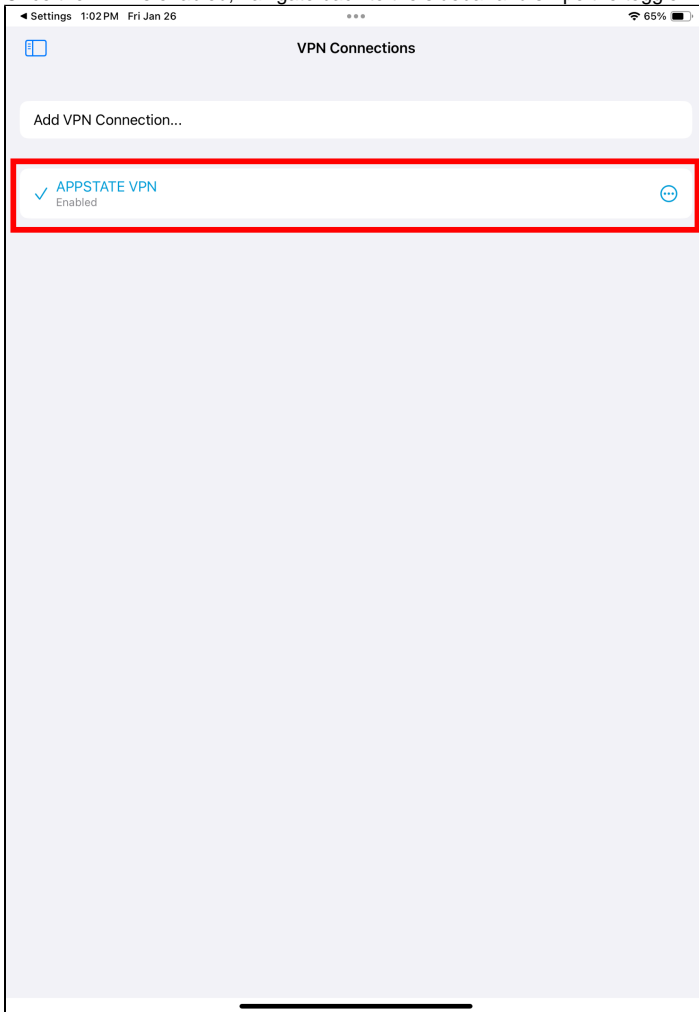 ◀ Settings 1:02 PM Fri Jan 26 65%
VPN Connections
Add VPN Connection...
APPSTATE VPN
Enabled